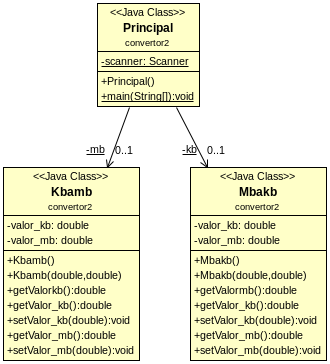 <<Java Class>>
Principal
convertor2
-scanner: Scanner
+Principal()
+main(String[]):void
-mb 0..1
-kb 0..1
<<Java Class>>
Kbamb
convertor2
-valor_kb: double
-valor_mb: double
+Kbamb()
+Kbamb(double,double)
+getValorkb():double
+getValor_kb():double
+setValor_kb(double):void
+getValor_mb():double
+setValor_mb(double):void
<<Java Class>>
Mbakb
convertor2
-valor_kb: double
-valor_mb: double
+Mbakb()
+Mbakb(double,double)
+getValormb():double
+getValor_kb():double
+setValor_kb(double):void
+getValor_mb():double
+setValor_mb(double):void